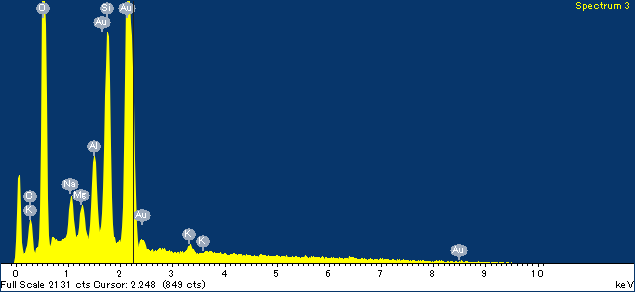 Spectrum 3
O
Si
Au
Au
Al
Na
Mg
C
K
Au
K
K
Au
0 1 2 3 4 5 6 7 8 9 10
Full Scale 2131 cts Cursor: 2.248 (849 cts)
keV